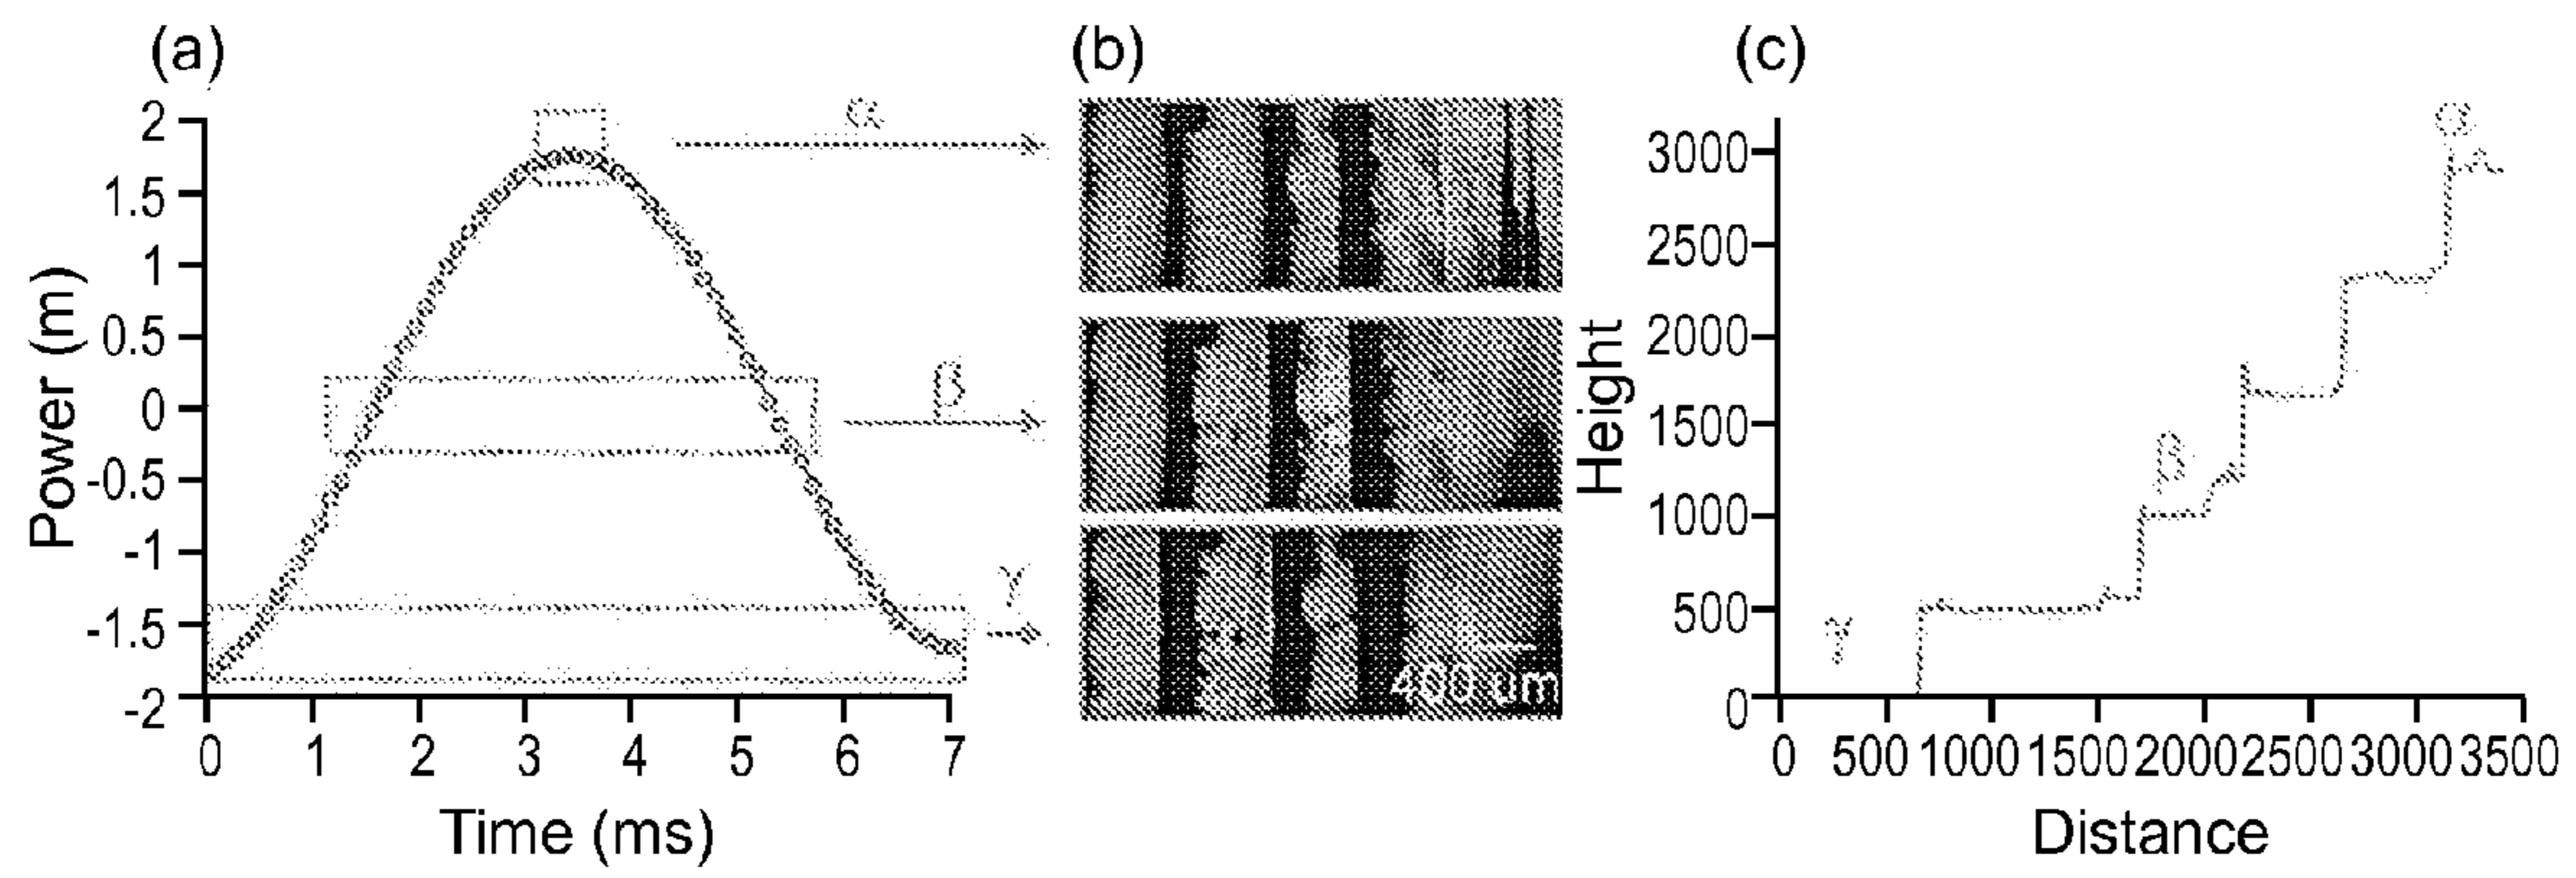 (a)
Power (m)
2
1.5
1
0.5
0
-0.5
-1
-1.5
-2
0 1 2 3 4 5 6 7
Time (ms)
α
β
γ
(b)
400 um
(c)
Height
3000
2500
2000
1500
1000
500
0
0 500 1000 1500 2000 2500 3000 3500
Distance
α
β
γ